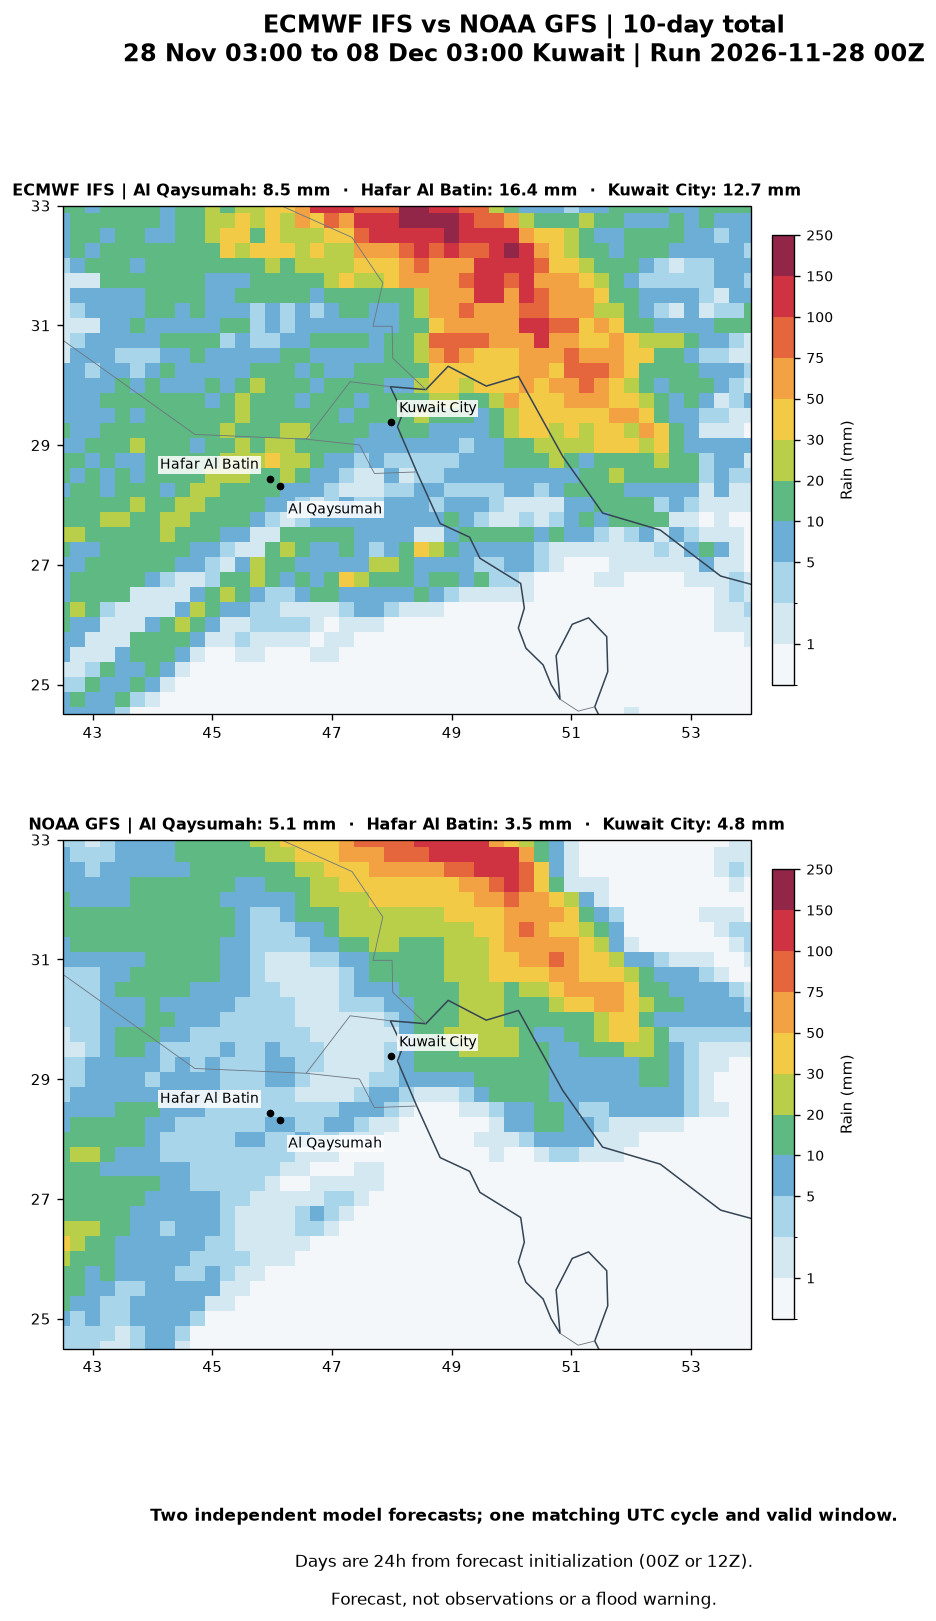 ECMWF IFS vs NOAA GFS | 10-day total
28 Nov 03:00 to 08 Dec 03:00 Kuwait | Run 2026-11-28 00Z
ECMWF IFS | Al Qaysumah: 8.5 mm · Hafar Al Batin: 16.4 mm · Kuwait City: 12.7 mm
33
31
29
27
25
Kuwait City
Hafar Al Batin
Al Qaysumah
43 45 47 49 51 53
250
150
100
75
50
30
20
10
5
1
Rain (mm)
NOAA GFS | Al Qaysumah: 5.1 mm · Hafar Al Batin: 3.5 mm · Kuwait City: 4.8 mm
33
31
29
27
25
Kuwait City
Hafar Al Batin
Al Qaysumah
43 45 47 49 51 53
250
150
100
75
50
30
20
10
5
1
Rain (mm)
Two independent model forecasts; one matching UTC cycle and valid window.
Days are 24h from forecast initialization (00Z or 12Z).
Forecast, not observations or a flood warning.